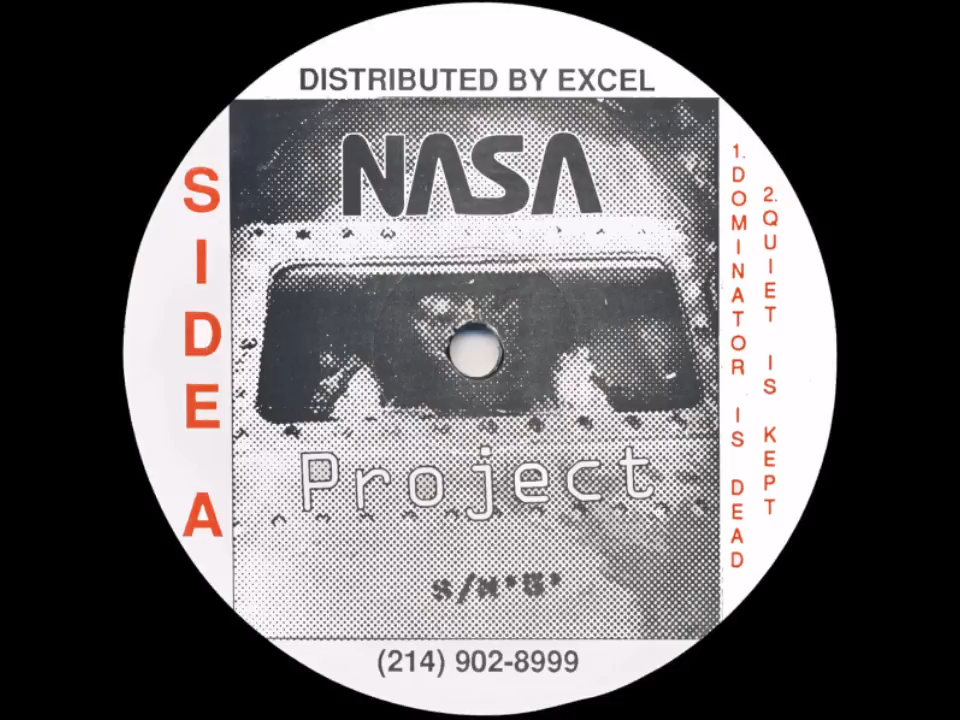 DISTRIBUTED BY EXCEL
NASA
Project
SIDE A
1. DOMINATOR IS DEAD
2. QUIET IS KEPT
(214) 902-8999